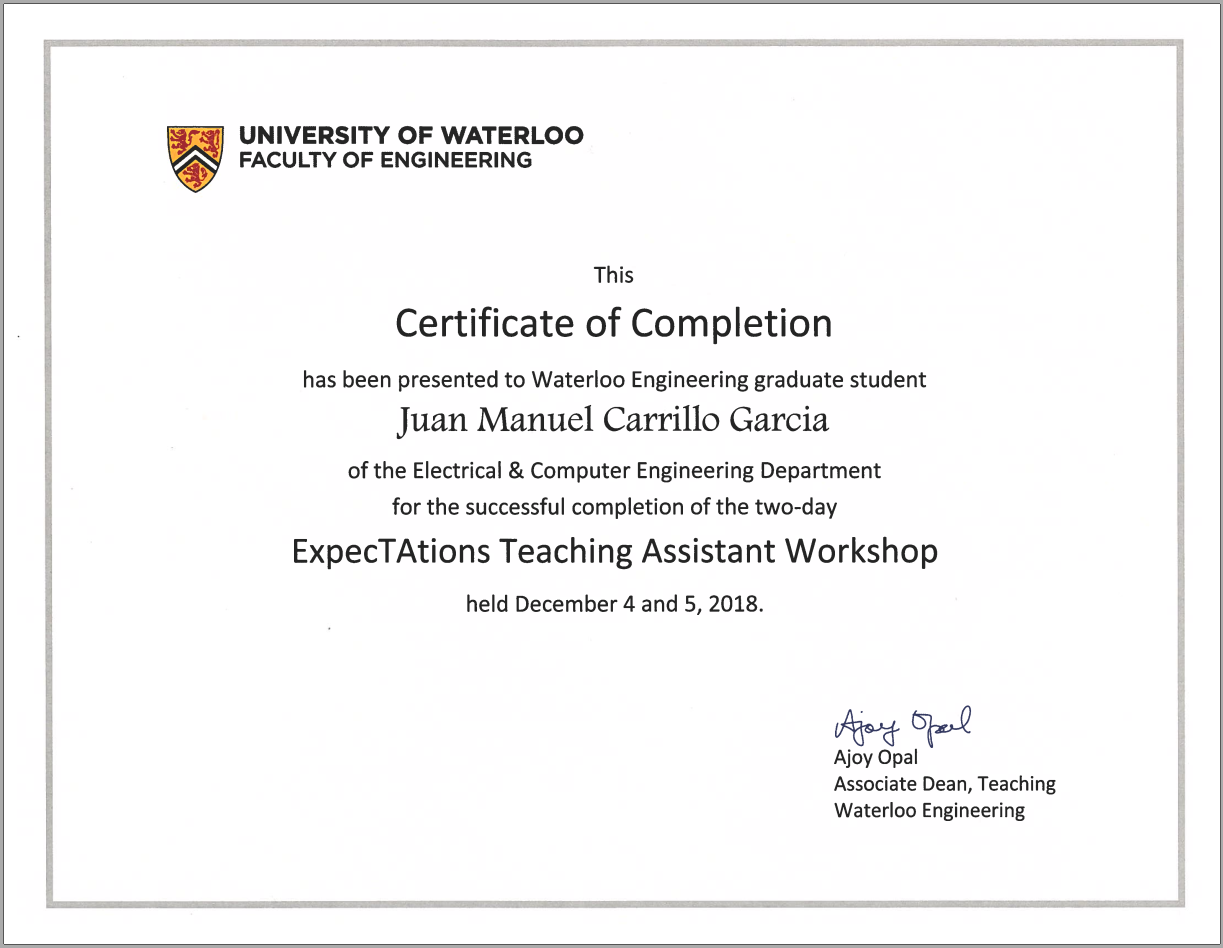 UNIVERSITY OF WATERLOO
FACULTY OF ENGINEERING
This
Certificate of Completion
has been presented to Waterloo Engineering graduate student
Juan Manuel Carrillo Garcia
of the Electrical & Computer Engineering Department
for the successful completion of the two-day
ExpecTAtions Teaching Assistant Workshop
held December 4 and 5, 2018.
Ajoy Opal
Ajoy Opal
Associate Dean, Teaching
Waterloo Engineering